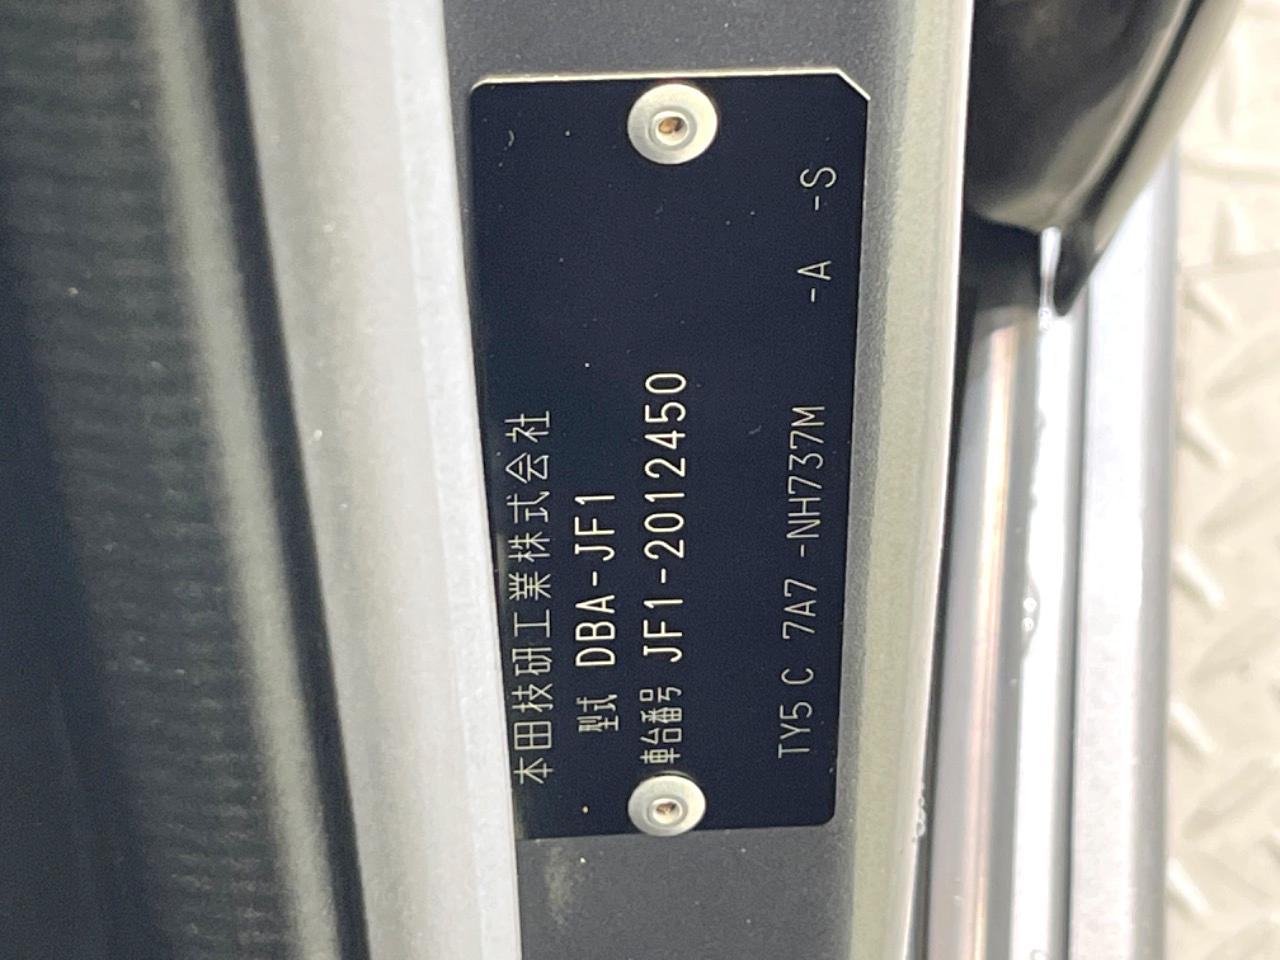 本田技研工業株式会社
型式 DBA-JF1
車台番号 JF1-2012450
TY5 C 7A7 -NH737M -A -S